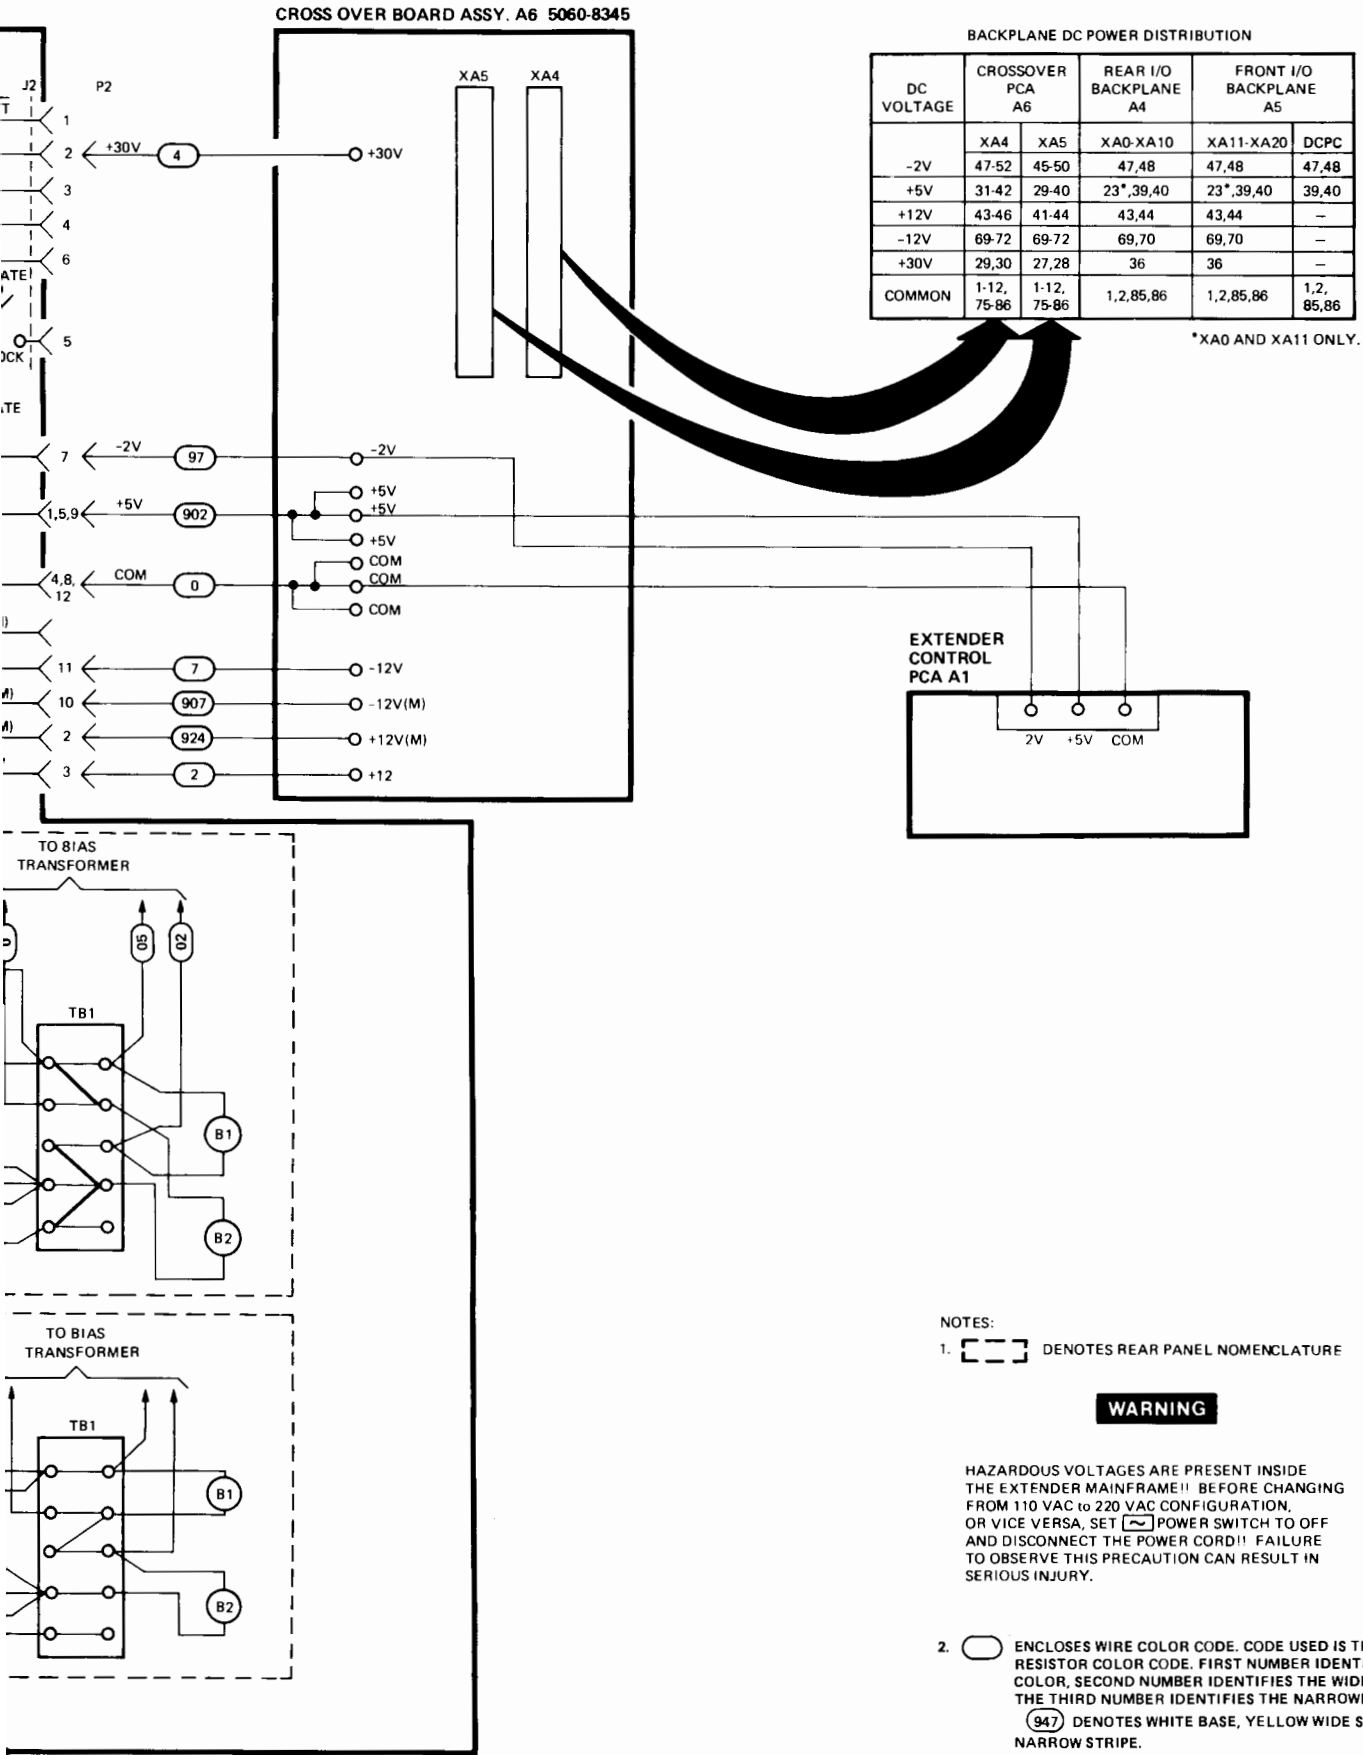 CROSS OVER BOARD ASSY. A6 5060-8345
J2
P2
T
1
2
+30V
4
+30V
3
4
6
ATE
5
OCK
ATE
XA5
XA4
7
-2V
97
-2V
1,5,9
+5V
902
+5V
+5V
+5V
4,8,
12
COM
0
COM
COM
COM
11
7
-12V
M)
10
907
-12V(M)
M)
2
924
+12V(M)
3
2
+12
BACKPLANE DC POWER DISTRIBUTION
DC VOLTAGE | CROSSOVER PCA A6 | REAR I/O BACKPLANE A4 | FRONT I/O BACKPLANE A5
XA4 | XA5 | XA0-XA10 | XA11-XA20 | DCPC
-2V | 47-52 | 45-50 | 47,48 | 47,48 | 47,48
+5V | 31-42 | 29-40 | 23*,39,40 | 23*,39,40 | 39,40
+12V | 43-46 | 41-44 | 43,44 | 43,44 | –
-12V | 69-72 | 69-72 | 69,70 | 69,70 | –
+30V | 29,30 | 27,28 | 36 | 36 | –
COMMON | 1-12, 75-86 | 1-12, 75-86 | 1,2,85,86 | 1,2,85,86 | 1,2, 85,86
*XA0 AND XA11 ONLY.
EXTENDER
CONTROL
PCA A1
2V +5V COM
TO BIAS
TRANSFORMER
05
02
TB1
B1
B2
TO BIAS
TRANSFORMER
TB1
B1
B2
NOTES:
1. DENOTES REAR PANEL NOMENCLATURE
WARNING
HAZARDOUS VOLTAGES ARE PRESENT INSIDE
THE EXTENDER MAINFRAME!! BEFORE CHANGING
FROM 110 VAC to 220 VAC CONFIGURATION,
OR VICE VERSA, SET ~ POWER SWITCH TO OFF
AND DISCONNECT THE POWER CORD!! FAILURE
TO OBSERVE THIS PRECAUTION CAN RESULT IN
SERIOUS INJURY.
2. ENCLOSES WIRE COLOR CODE. CODE USED IS T
RESISTOR COLOR CODE. FIRST NUMBER IDENT
COLOR, SECOND NUMBER IDENTIFIES THE WID
THE THIRD NUMBER IDENTIFIES THE NARROW
947 DENOTES WHITE BASE, YELLOW WIDE S
NARROW STRIPE.